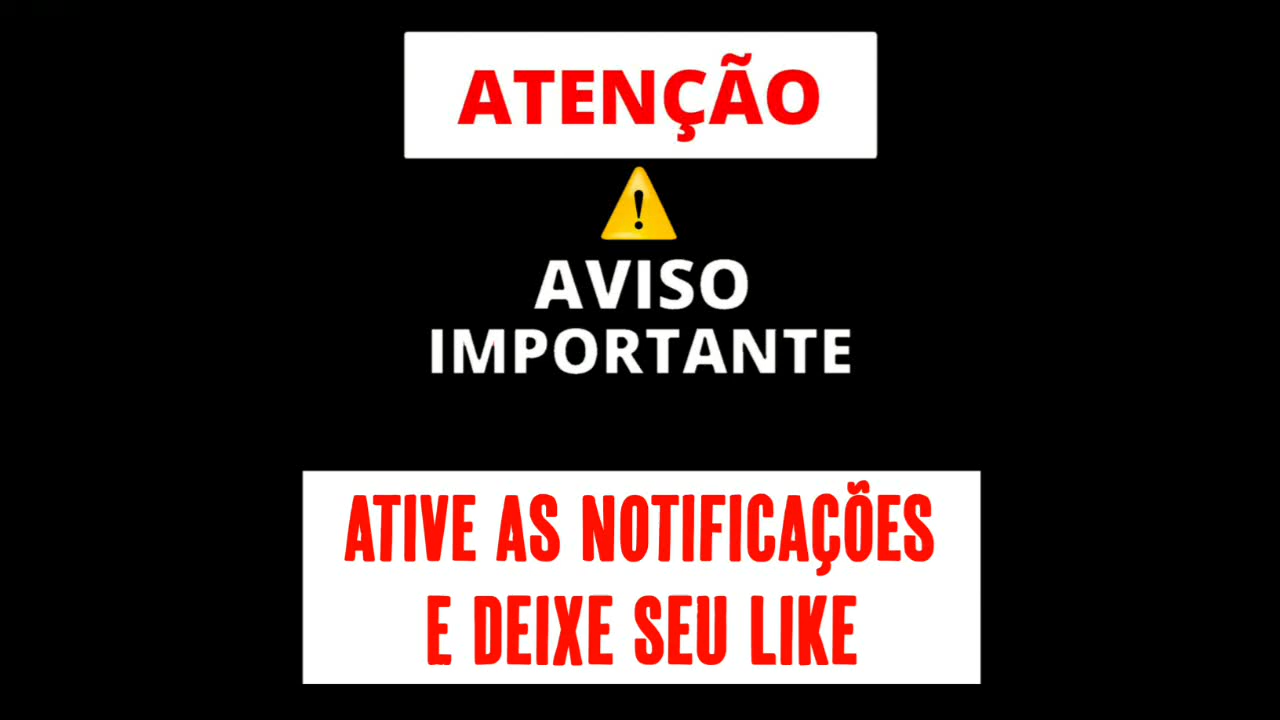 ATENÇÃO
AVISO
IMPORTANTE
ATIVE AS NOTIFICAÇÕES
E DEIXE SEU LIKE